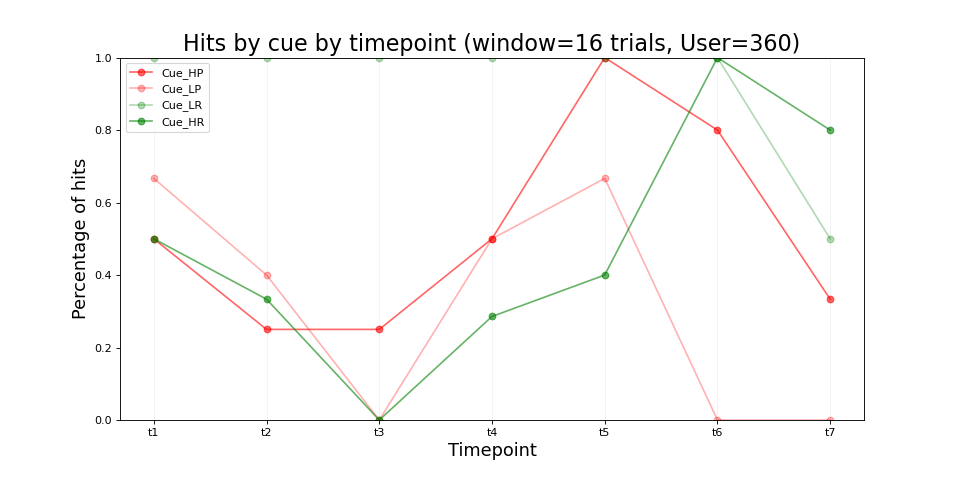 Hits by cue by timepoint (window=16 trials, User=360)
Percentage of hits
1.0
0.8
0.6
0.4
0.2
0.0
Cue_HP
Cue_LP
Cue_LR
Cue_HR
t1 t2 t3 t4 t5 t6 t7
Timepoint